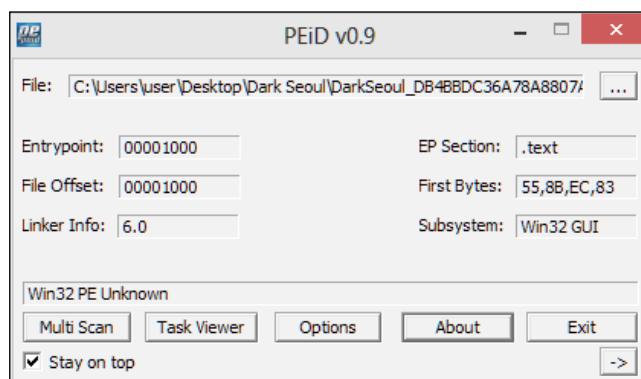 PEiD v0.9
File: C:\Users\user\Desktop\Dark Seoul\DarkSeoul_DB4BBDC36A78A8807A ...
Entrypoint: 00001000 EP Section: .text
File Offset: 00001000 First Bytes: 55,8B,EC,83
Linker Info: 6.0 Subsystem: Win32 GUI
Win32 PE Unknown
Multi Scan Task Viewer Options About Exit
Stay on top ->